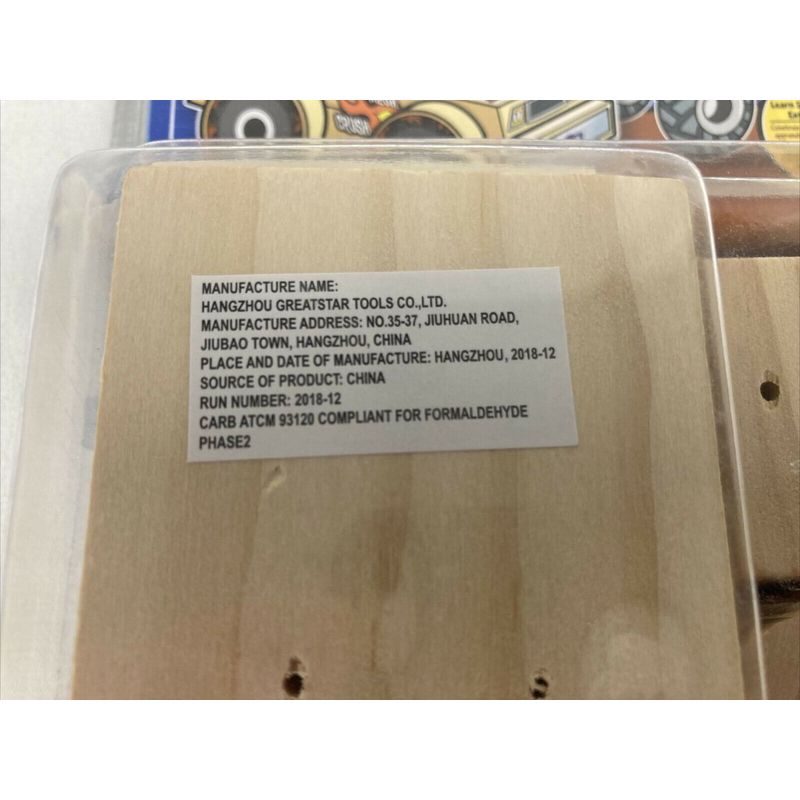 CRUSH
Learn S
MANUFACTURE NAME:
HANGZHOU GREATSTAR TOOLS CO.,LTD.
MANUFACTURE ADDRESS: NO.35-37, JIUHUAN ROAD,
JIUBAO TOWN, HANGZHOU, CHINA
PLACE AND DATE OF MANUFACTURE: HANGZHOU, 2018-12
SOURCE OF PRODUCT: CHINA
RUN NUMBER: 2018-12
CARB ATCM 93120 COMPLIANT FOR FORMALDEHYDE
PHASE2